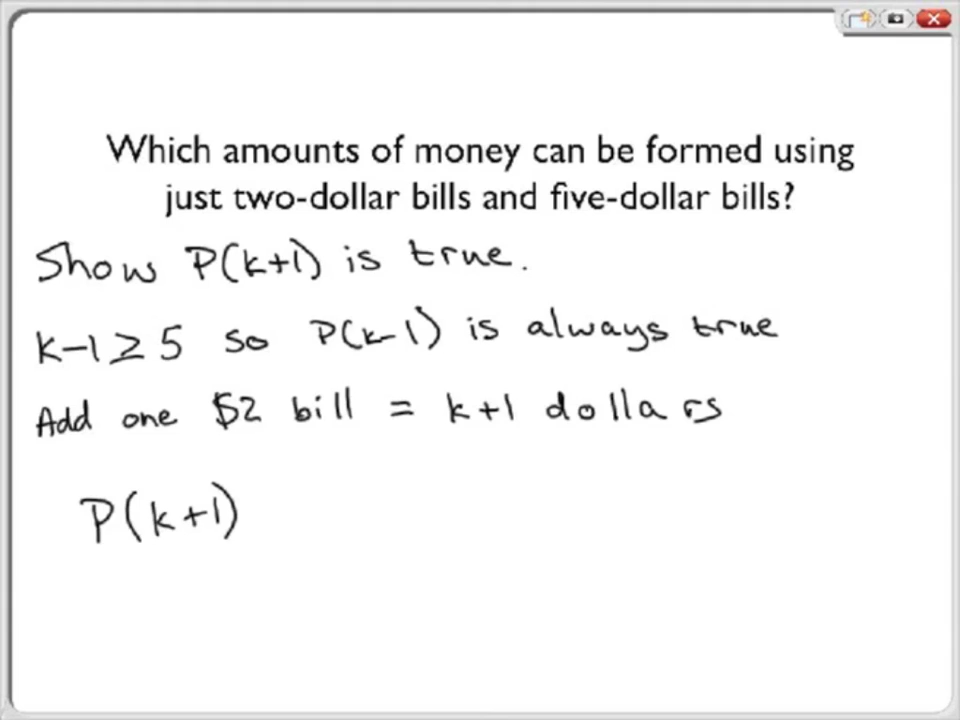 Which amounts of money can be formed using
just two-dollar bills and five-dollar bills?
Show P(k+1) is true.
k-1≥5 so P(k-1) is always true
Add one $2 bill = k+1 dollars
P(k+1)